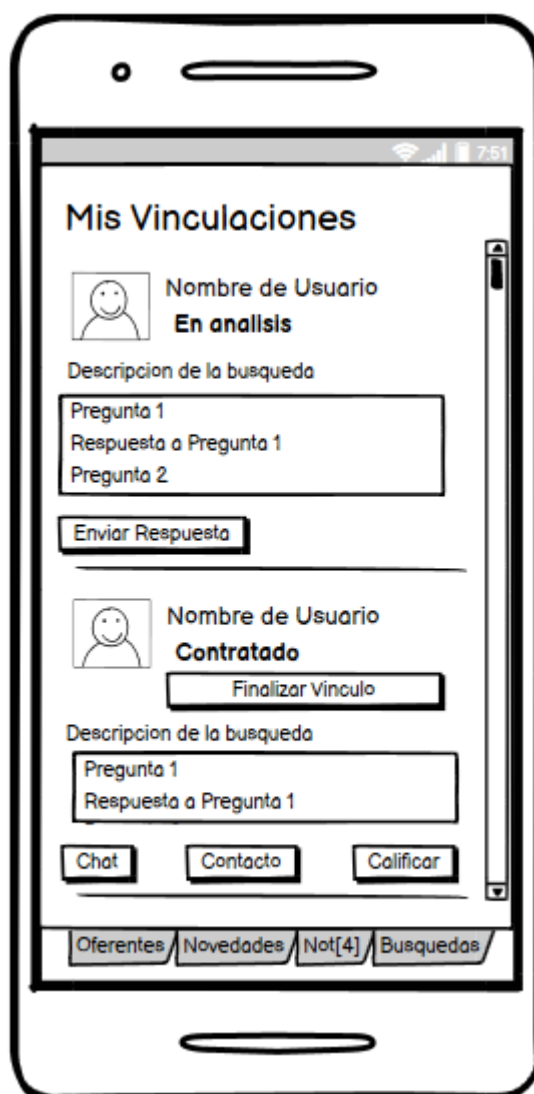 7:51
Mis Vinculaciones
Nombre de Usuario
En analisis
Descripcion de la busqueda
Pregunta 1
Respuesta a Pregunta 1
Pregunta 2
Enviar Respuesta
Nombre de Usuario
Contratado
Finalizar Vinculo
Descripcion de la busqueda
Pregunta 1
Respuesta a Pregunta 1
Chat Contacto Calificar
Oferentes Novedades Not[4] Busquedas